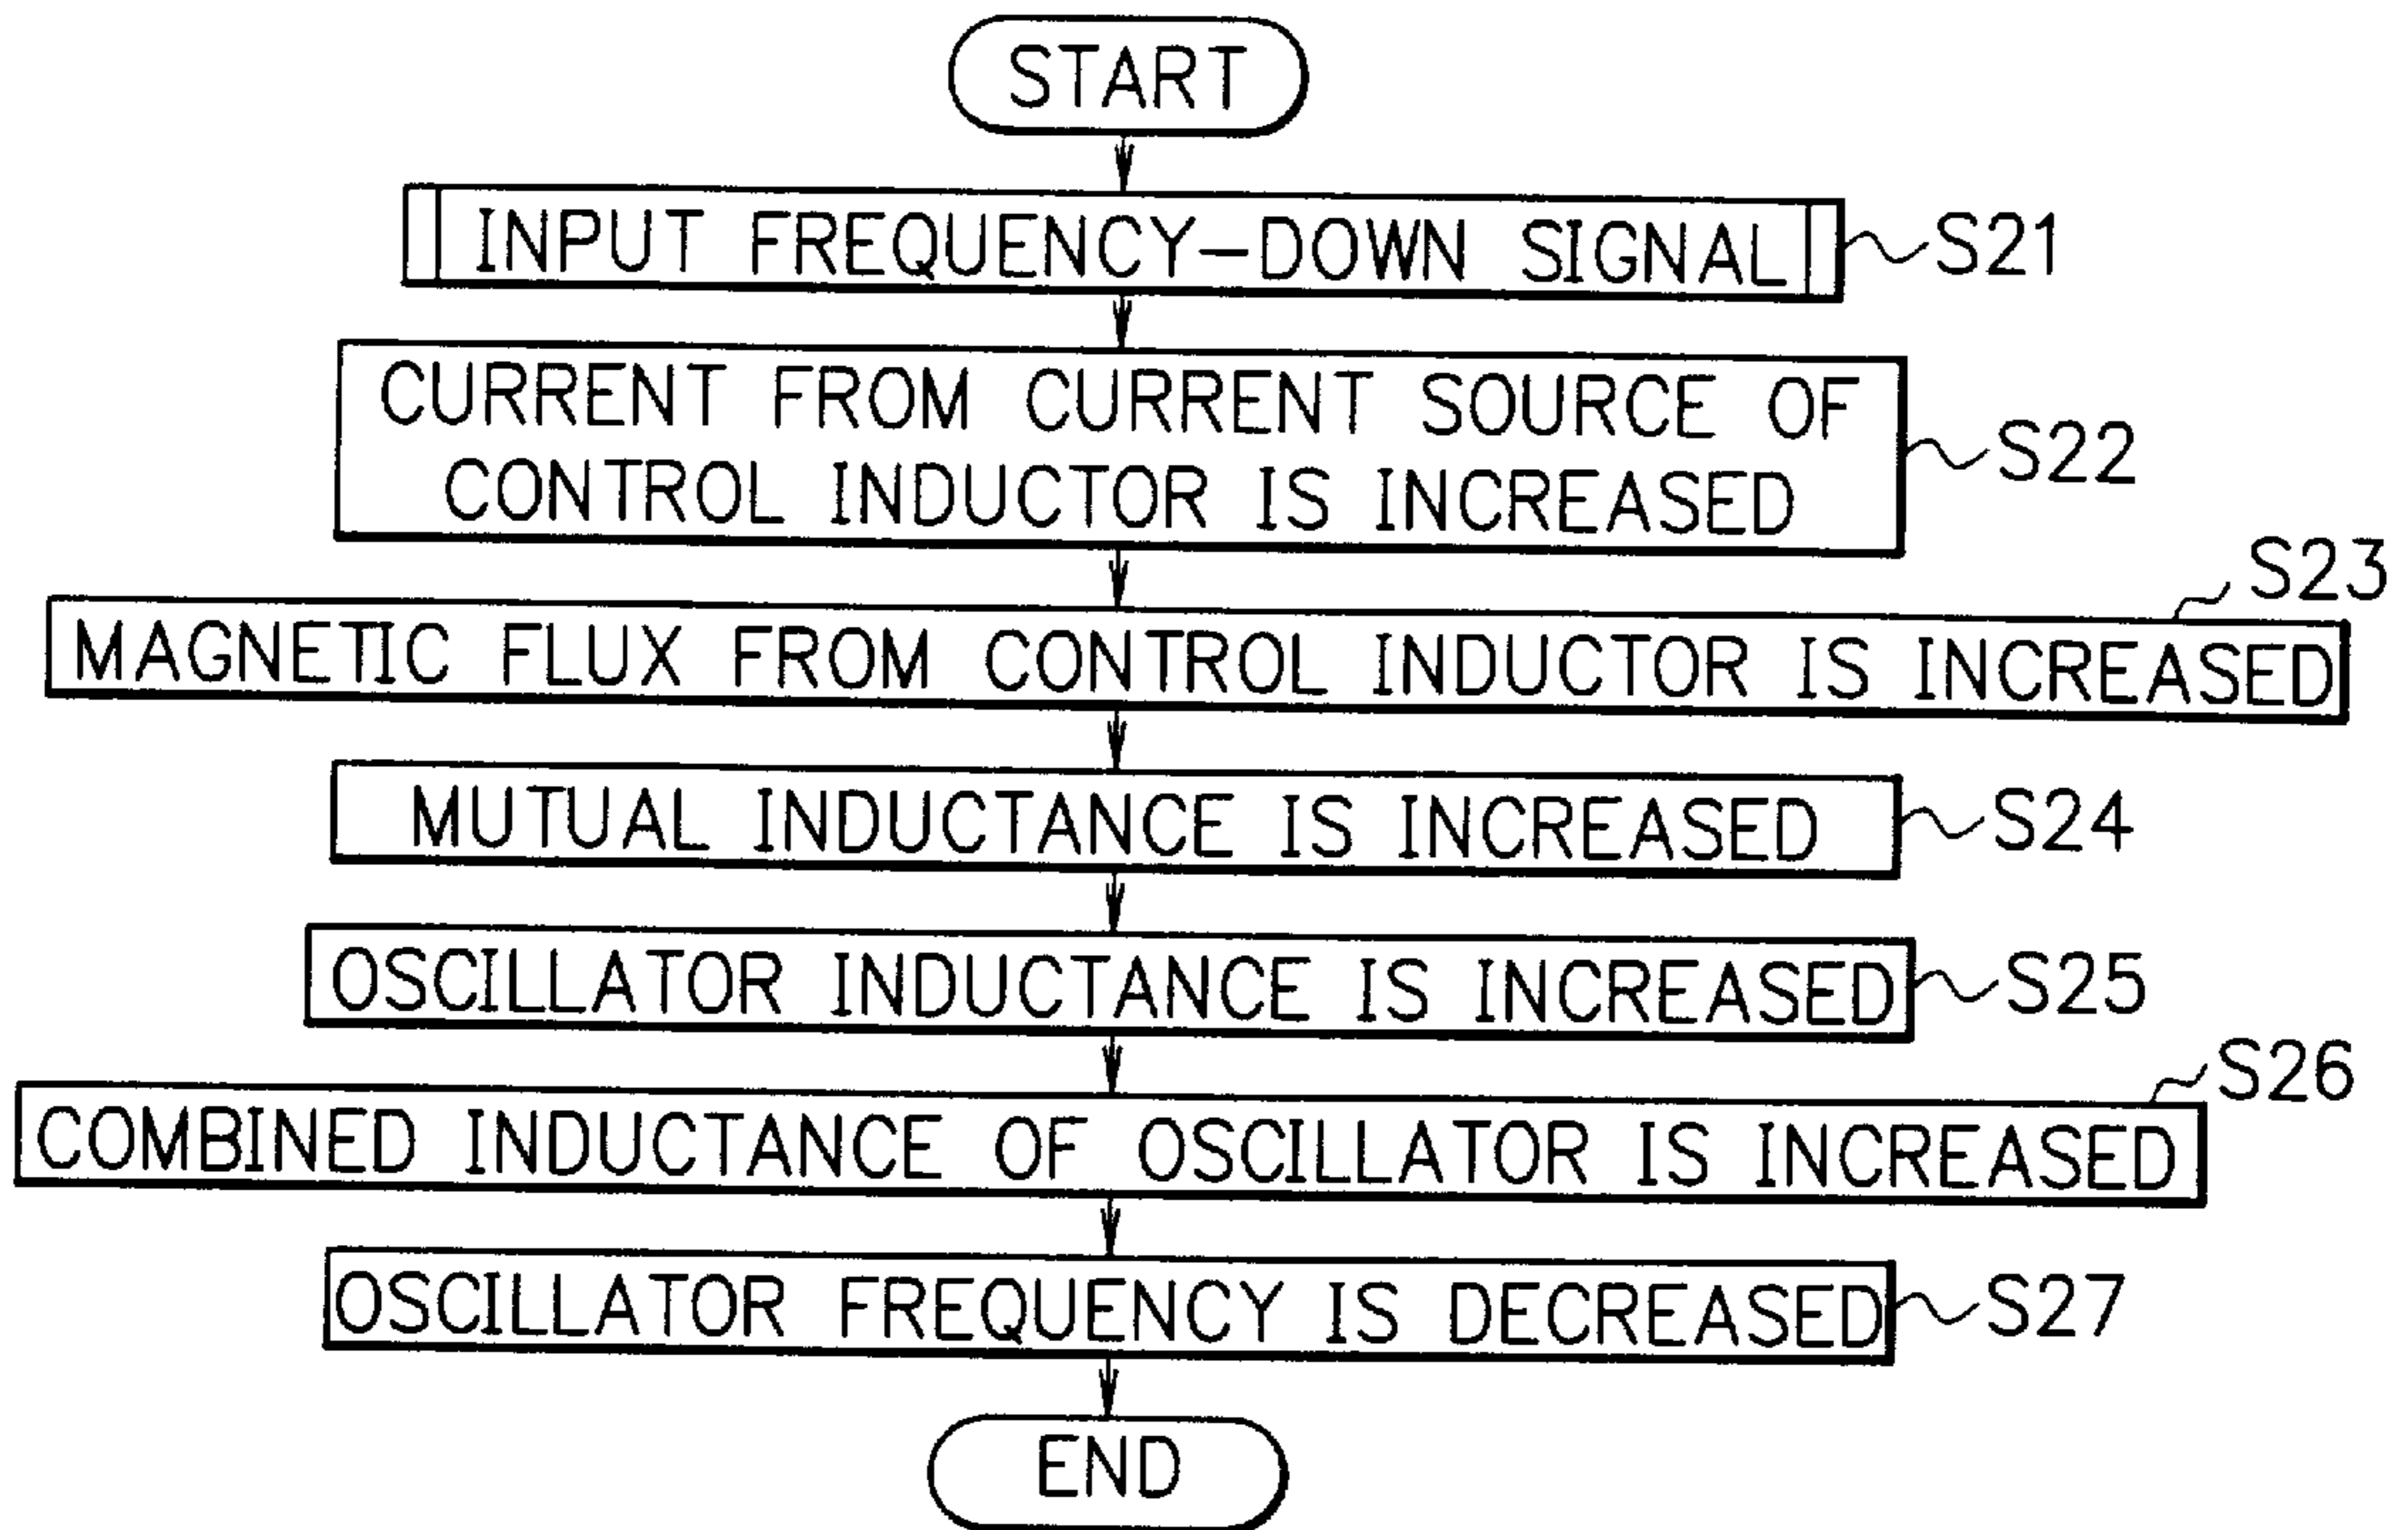 START
INPUT FREQUENCY-DOWN SIGNAL
S21
CURRENT FROM CURRENT SOURCE OF
CONTROL INDUCTOR IS INCREASED
S22
S23
MAGNETIC FLUX FROM CONTROL INDUCTOR IS INCREASED
MUTUAL INDUCTANCE IS INCREASED
S24
OSCILLATOR INDUCTANCE IS INCREASED
S25
S26
COMBINED INDUCTANCE OF OSCILLATOR IS INCREASED
OSCILLATOR FREQUENCY IS DECREASED
S27
END